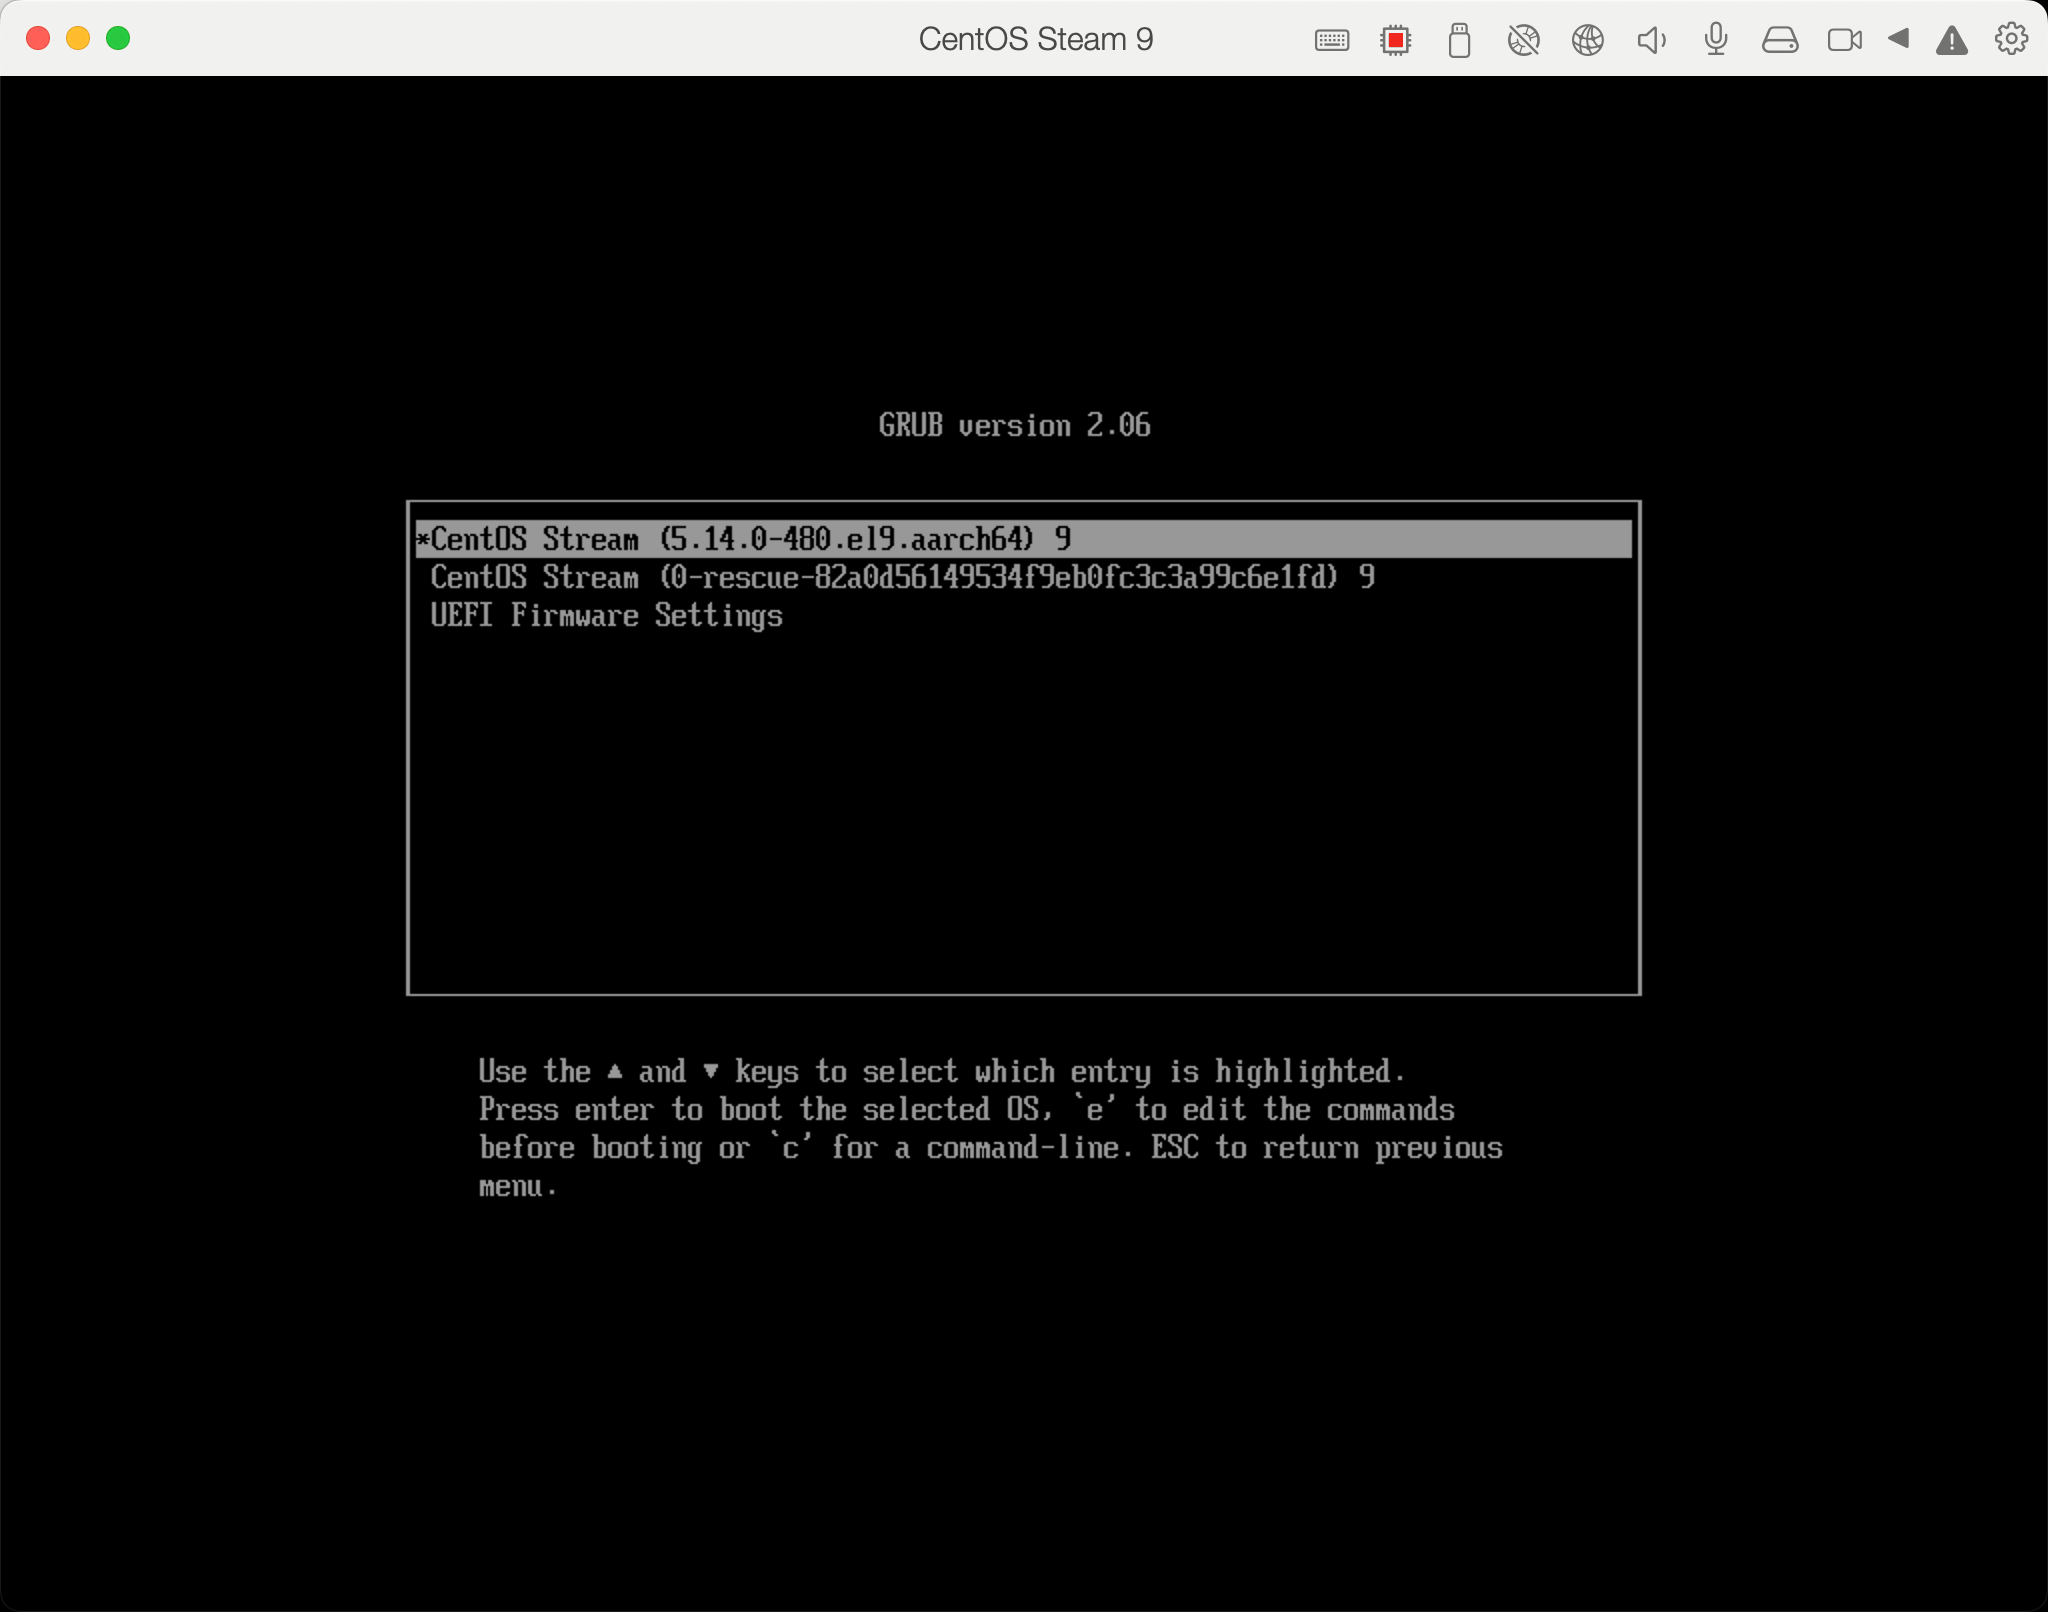 CentOS Steam 9
GRUB version 2.06
*CentOS Stream (5.14.0-480.el9.aarch64) 9
CentOS Stream (0-rescue-82a0d56149534f9eb0fc3c3a99c6e1fd) 9
UEFI Firmware Settings
Use the ▲ and ▼ keys to select which entry is highlighted.
Press enter to boot the selected OS, `e' to edit the commands
before booting or `c' for a command-line. ESC to return previous
menu.